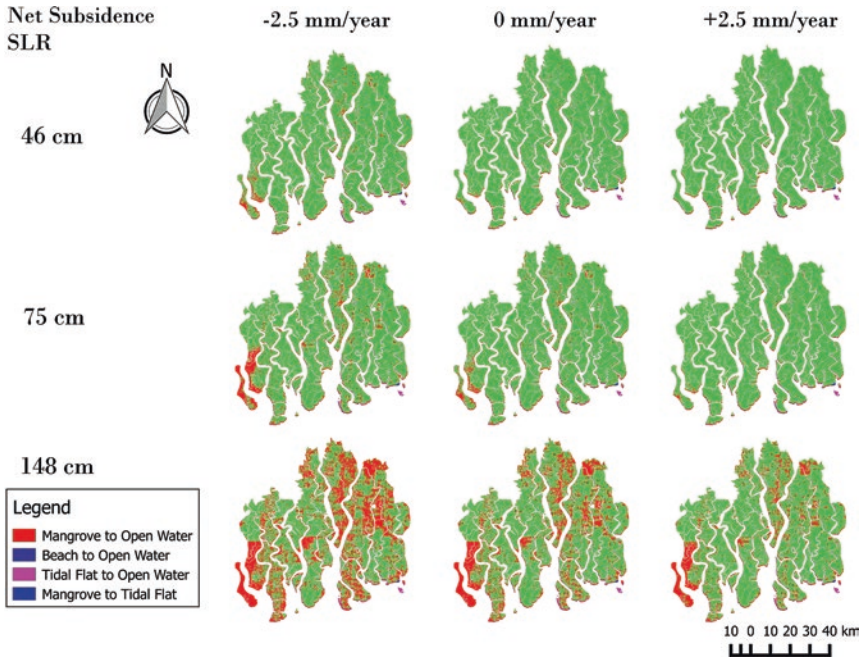 Net Subsidence
SLR
-2.5 mm/year
0 mm/year
+2.5 mm/year
N
46 cm
75 cm
148 cm
Legend
Mangrove to Open Water
Beach to Open Water
Tidal Flat to Open Water
Mangrove to Tidal Flat
10 0 10 20 30 40 km